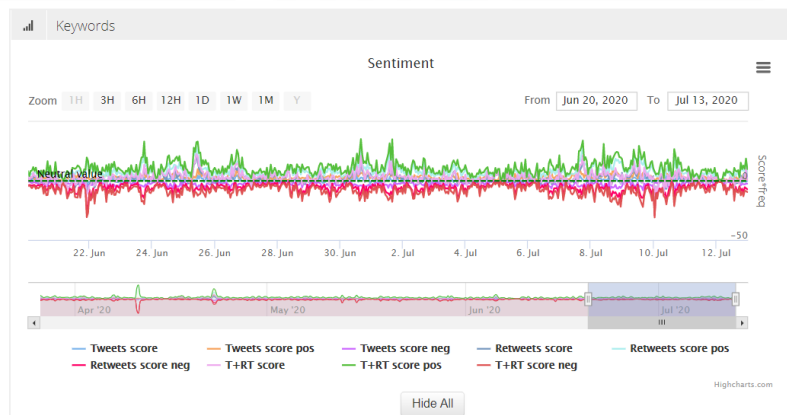 Keywords
Sentiment
Zoom 1H 3H 6H 12H 1D 1W 1M Y From Jun 20, 2020 To Jul 13, 2020
Neutral value
Score*freq
−50
22. Jun 24. Jun 26. Jun 28. Jun 30. Jun 2. Jul 4. Jul 6. Jul 8. Jul 10. Jul 12. Jul
Apr '20 May '20 Jun '20 Jul '20
Tweets score Tweets score pos Tweets score neg Retweets score Retweets score pos
Retweets score neg T+RT score T+RT score pos T+RT score neg
Highcharts.com
Hide All